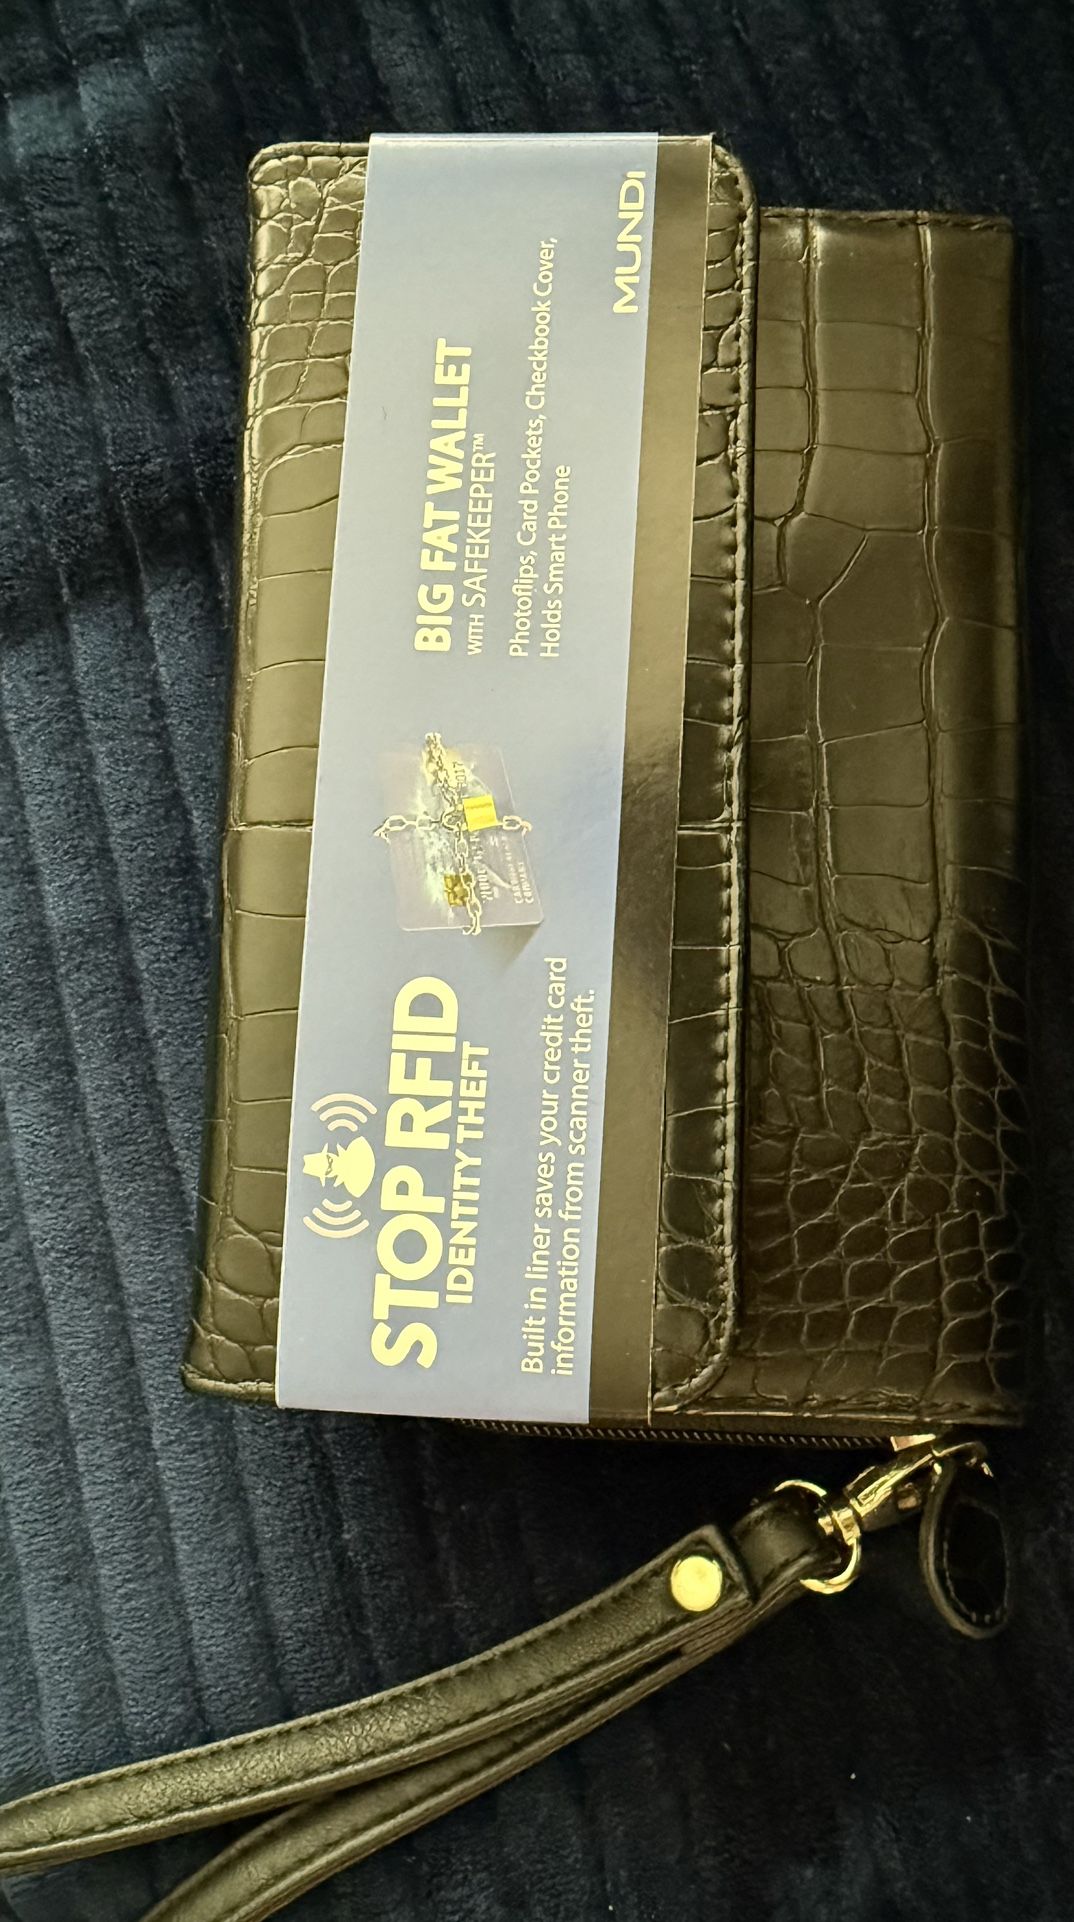 STOP RFID
IDENTITY THEFT
Built in liner saves your credit card
information from scanner theft.
BIG FAT WALLET
WITH SAFEKEEPER™
Photoflips, Card Pockets, Checkbook Cover,
Holds Smart Phone
MUNDI